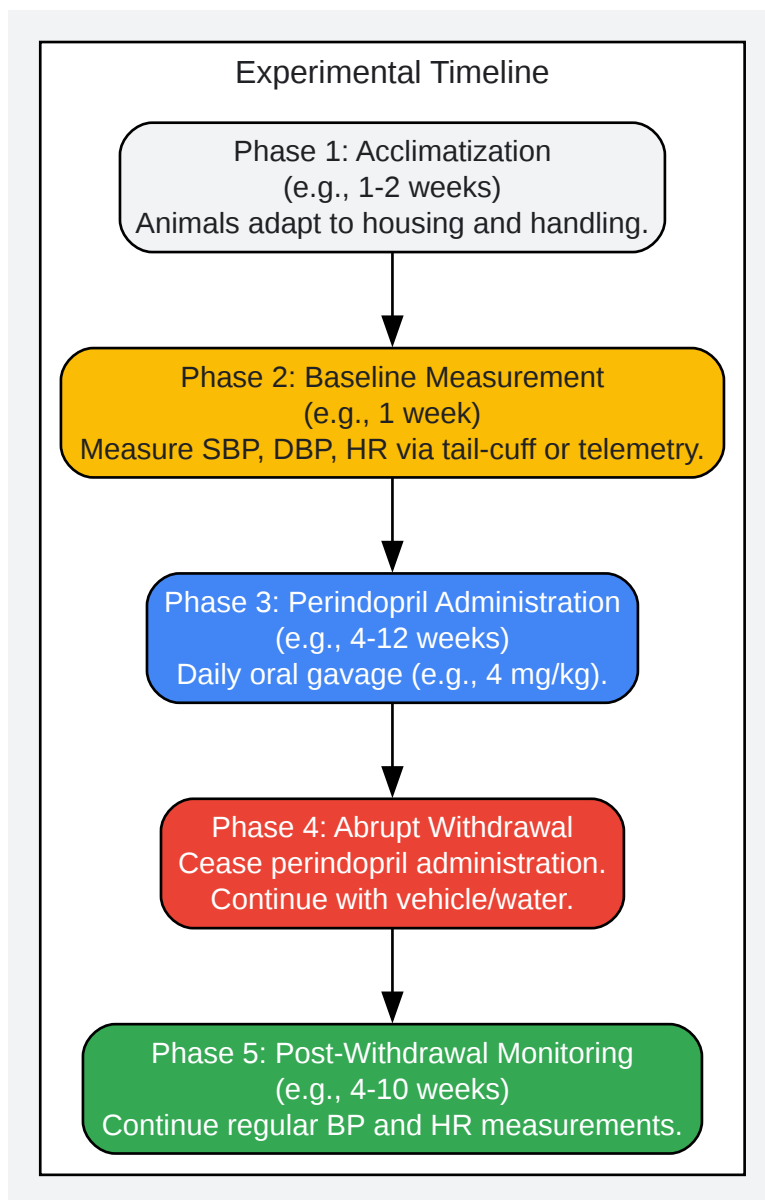 Experimental Timeline
Phase 1: Acclimatization
(e.g., 1-2 weeks)
Animals adapt to housing and handling.
Phase 2: Baseline Measurement
(e.g., 1 week)
Measure SBP, DBP, HR via tail-cuff or telemetry.
Phase 3: Perindopril Administration
(e.g., 4-12 weeks)
Daily oral gavage (e.g., 4 mg/kg).
Phase 4: Abrupt Withdrawal
Cease perindopril administration.
Continue with vehicle/water.
Phase 5: Post-Withdrawal Monitoring
(e.g., 4-10 weeks)
Continue regular BP and HR measurements.